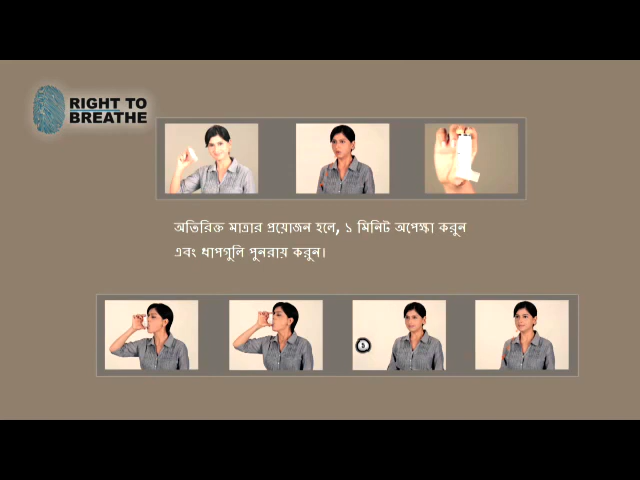 RIGHT TO
BREATHE
অতিরিক্ত মাত্রার প্রয়োজন হলে, ১ মিনিট অপেক্ষা করুন
এবং ধাপগুলি পুনরায় করুন।